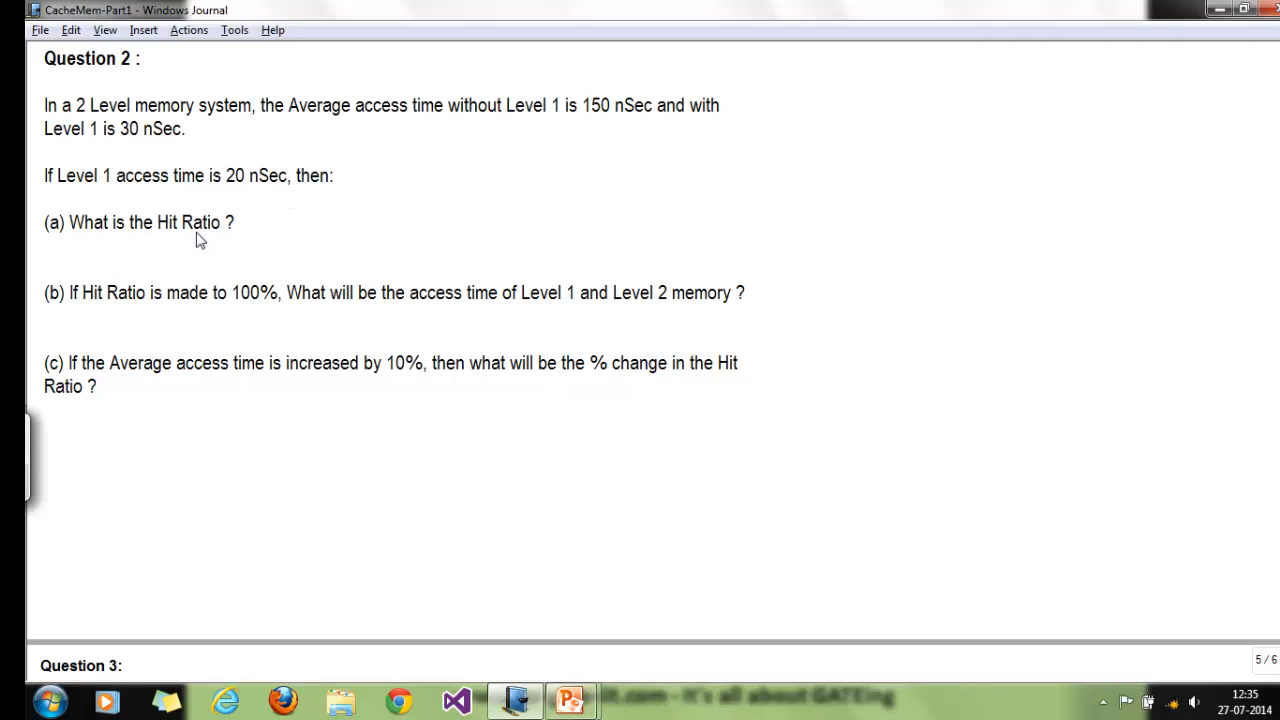 CacheMem-Part1 - Windows Journal
File Edit View Insert Actions Tools Help
Question 2 :
In a 2 Level memory system, the Average access time without Level 1 is 150 nSec and with
Level 1 is 30 nSec.
If Level 1 access time is 20 nSec, then:
(a) What is the Hit Ratio ?
(b) If Hit Ratio is made to 100%, What will be the access time of Level 1 and Level 2 memory ?
(c) If the Average access time is increased by 10%, then what will be the % change in the Hit
Ratio ?
Question 3:
5 / 6
12:35
27-07-2014